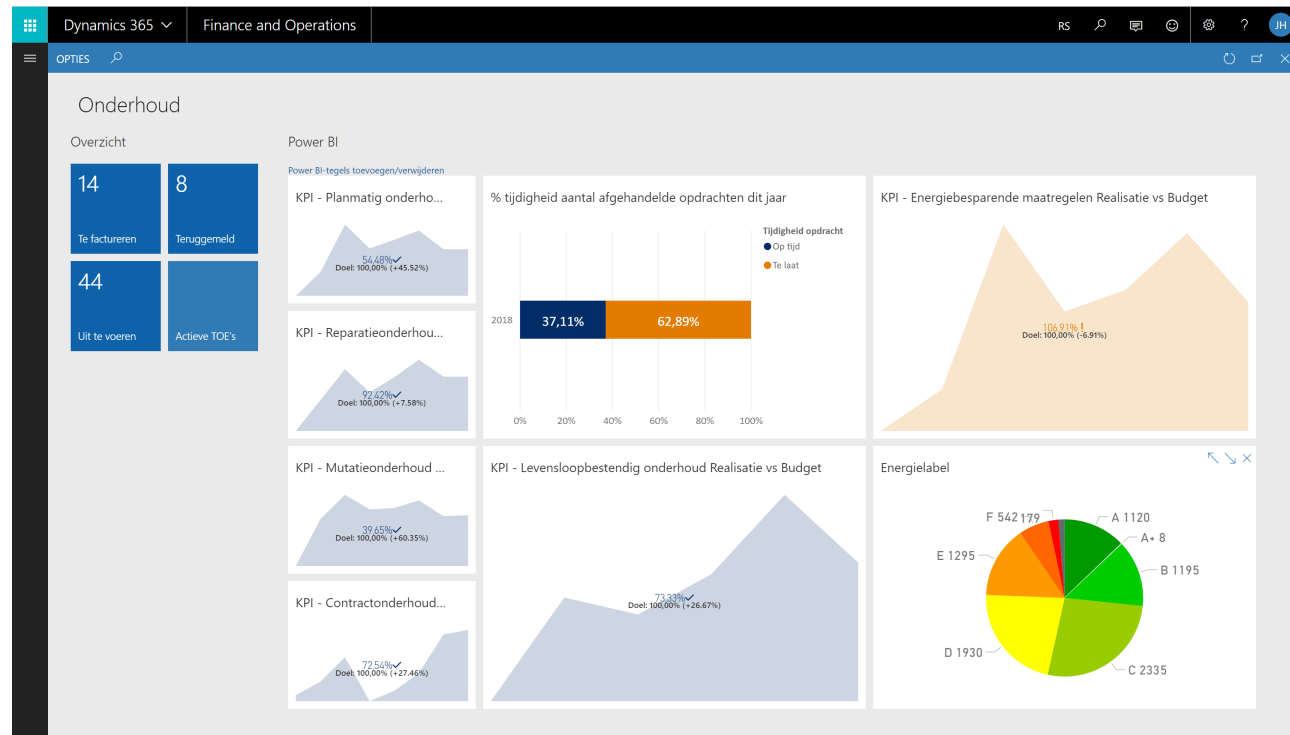 Dynamics 365
Finance and Operations
RS
?
JH
OPTIES
Onderhoud
Overzicht
14
Te factureren
8
Teruggemeld
44
Uit te voeren
Actieve TOE's
Power BI
Power BI-tegels toevoegen/verwijderen
KPI - Planmatig onderho...
54.48%
Doel: 100,00% (+45.52%)
KPI - Reparatieonderhou...
92.42%
Doel: 100,00% (+7.58%)
KPI - Mutatieonderhoud ...
39.65%
Doel: 100,00% (+60.35%)
KPI - Contractonderhoud...
72.54%
Doel: 100,00% (+27.46%)
% tijdigheid aantal afgehandelde opdrachten dit jaar
Tijdigheid opdracht
Op tijd
Te laat
2018
37,11%
62,89%
0% 20% 40% 60% 80% 100%
KPI - Levensloopbestendig onderhoud Realisatie vs Budget
73.33%
Doel: 100,00% (+26.67%)
KPI - Energiebesparende maatregelen Realisatie vs Budget
106.91% !
Doel: 100,00% (-6.91%)
Energielabel
F 542
179
A 1120
A+ 8
E 1295
B 1195
D 1930
C 2335